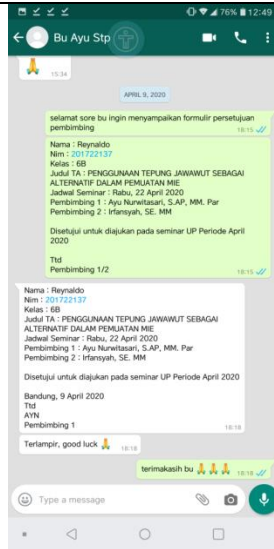 76% 12:49
Bu Ayu Stp
15:34
APRIL 9, 2020
selamat sore bu ingin menyampaikan formulir persetujuan
pembimbing
18:15
Nama : Reynaldo
Nim : 201722137
Kelas : 6B
Judul TA : PENGGUNAAN TEPUNG JAWAWUT SEBAGAI
ALTERNATIF DALAM PEMUATAN MIE
Jadwal Seminar : Rabu, 22 April 2020
Pembimbing 1 : Ayu Nurwitasari, S.AP, MM. Par
Pembimbing 2 : Irfansyah, SE. MM
Disetujui untuk diajukan pada seminar UP Periode April
2020
Ttd
Pembimbing 1/2
18:15
Nama : Reynaldo
Nim : 201722137
Kelas : 6B
Judul TA : PENGGUNAAN TEPUNG JAWAWUT SEBAGAI
ALTERNATIF DALAM PEMUATAN MIE
Jadwal Seminar : Rabu, 22 April 2020
Pembimbing 1 : Ayu Nurwitasari, S.AP, MM. Par
Pembimbing 2 : Irfansyah, SE. MM
Disetujui untuk diajukan pada seminar UP Periode April 2020
Bandung, 9 April 2020
Ttd
AYN
Pembimbing 1
18:18
Terlampir, good luck 🙏 18:18
terimakasih bu 🙏🙏🙏 18:18
Type a message